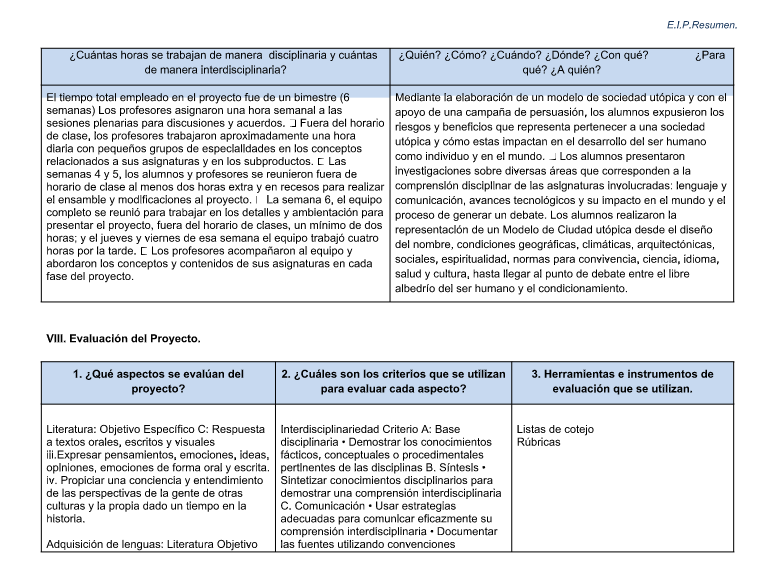 E.I.P.Resumen.
¿Cuántas horas se trabajan de manera disciplinaria y cuántas
de manera interdisciplinaria?
¿Quién? ¿Cómo? ¿Cuándo? ¿Dónde? ¿Con qué? ¿Para
qué? ¿A quién?
El tiempo total empleado en el proyecto fue de un bimestre (6
semanas) Los profesores asignaron una hora semanal a las
sesiones plenarias para discusiones y acuerdos. □ Fuera del horario
de clase, los profesores trabajaron aproximadamente una hora
diaria con pequeños grupos de especialidades en los conceptos
relacionados a sus asignaturas y en los subproductos. □ Las
semanas 4 y 5, los alumnos y profesores se reunieron fuera de
horario de clase al menos dos horas extra y en recesos para realizar
el ensamble y modificaciones al proyecto. □ La semana 6, el equipo
completo se reunió para trabajar en los detalles y ambientación para
presentar el proyecto, fuera del horario de clases, un mínimo de dos
horas; y el jueves y viernes de esa semana el equipo trabajó cuatro
horas por la tarde. □ Los profesores acompañaron al equipo y
abordaron los conceptos y contenidos de sus asignaturas en cada
fase del proyecto.
Mediante la elaboración de un modelo de sociedad utópica y con el
apoyo de una campaña de persuasión, los alumnos expusieron los
riesgos y beneficios que representa pertenecer a una sociedad
utópica y cómo estas impactan en el desarrollo del ser humano
como individuo y en el mundo. □ Los alumnos presentaron
investigaciones sobre diversas áreas que corresponden a la
comprensión disciplinar de las asignaturas involucradas: lenguaje y
comunicación, avances tecnológicos y su impacto en el mundo y el
proceso de generar un debate. Los alumnos realizaron la
representación de un Modelo de Ciudad utópica desde el diseño
del nombre, condiciones geográficas, climáticas, arquitectónicas,
sociales, espiritualidad, normas para convivencia, ciencia, idioma,
salud y cultura, hasta llegar al punto de debate entre el libre
albedrío del ser humano y el condicionamiento.
VIII. Evaluación del Proyecto.
1. ¿Qué aspectos se evalúan del
proyecto?
2. ¿Cuáles son los criterios que se utilizan
para evaluar cada aspecto?
3. Herramientas e instrumentos de
evaluación que se utilizan.
Literatura: Objetivo Específico C: Respuesta
a textos orales, escritos y visuales
iii.Expresar pensamientos, emociones, ideas,
opiniones, emociones de forma oral y escrita.
iv. Propiciar una conciencia y entendimiento
de las perspectivas de la gente de otras
culturas y la propia dado un tiempo en la
historia.
Adquisición de lenguas: Literatura Objetivo
Interdisciplinariedad Criterio A: Base
disciplinaria • Demostrar los conocimientos
fácticos, conceptuales o procedimentales
pertinentes de las disciplinas B. Síntesis •
Sintetizar conocimientos disciplinarios para
demostrar una comprensión interdisciplinaria
C. Comunicación • Usar estrategias
adecuadas para comunicar eficazmente su
comprensión interdisciplinaria • Documentar
las fuentes utilizando convenciones
Listas de cotejo
Rúbricas